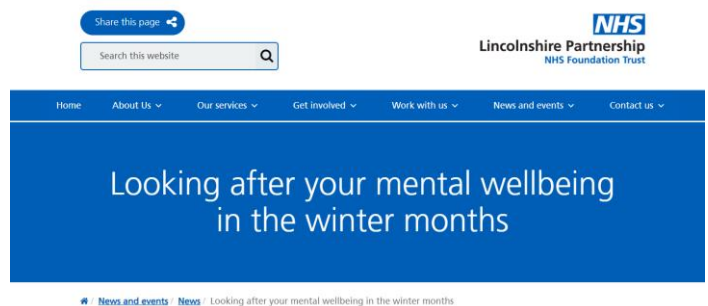 Share this page
Search this website
NHS
Lincolnshire Partnership
NHS Foundation Trust
Home About Us Our services Get involved Work with us News and events Contact us
Looking after your mental wellbeing
in the winter months
/ News and events / News / Looking after your mental wellbeing in the winter months